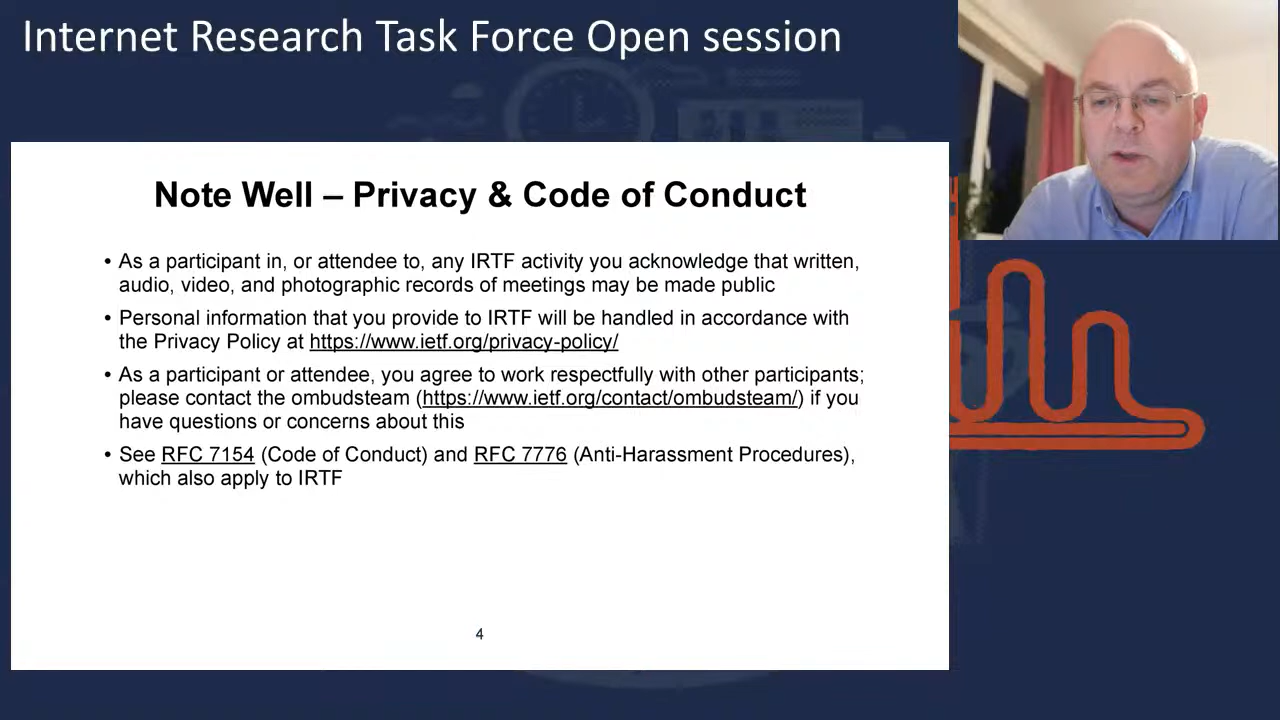 Internet Research Task Force Open session
Note Well – Privacy & Code of Conduct
• As a participant in, or attendee to, any IRTF activity you acknowledge that written,
audio, video, and photographic records of meetings may be made public
• Personal information that you provide to IRTF will be handled in accordance with
the Privacy Policy at https://www.ietf.org/privacy-policy/
• As a participant or attendee, you agree to work respectfully with other participants;
please contact the ombudsteam (https://www.ietf.org/contact/ombudsteam/) if you
have questions or concerns about this
• See RFC 7154 (Code of Conduct) and RFC 7776 (Anti-Harassment Procedures),
which also apply to IRTF
4